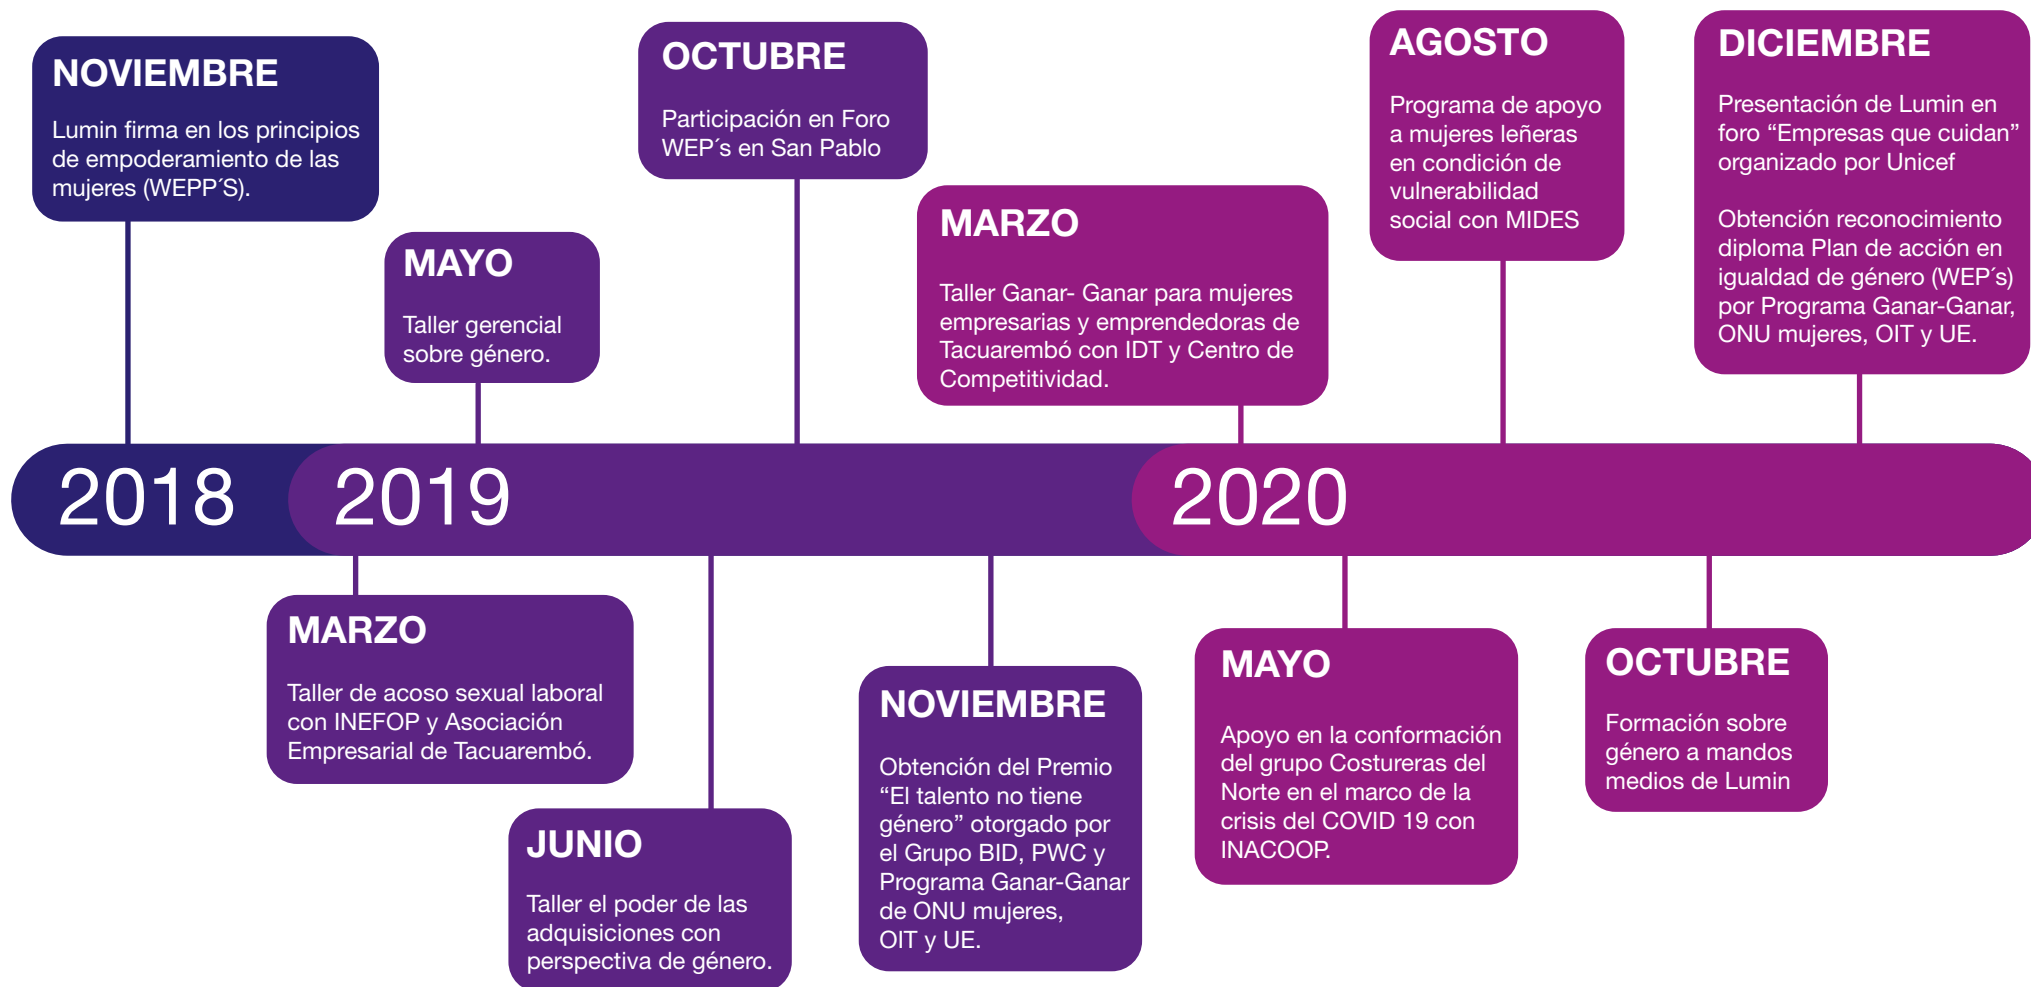 NOVIEMBRE
Lumin firma en los principios
de empoderamiento de las
mujeres (WEPP´S).
MAYO
Taller gerencial
sobre género.
OCTUBRE
Participación en Foro
WEP´s en San Pablo
MARZO
Taller Ganar- Ganar para mujeres
empresarias y emprendedoras de
Tacuarembó con IDT y Centro de
Competitividad.
AGOSTO
Programa de apoyo
a mujeres leñeras
en condición de
vulnerabilidad
social con MIDES
DICIEMBRE
Presentación de Lumin en
foro “Empresas que cuidan”
organizado por Unicef
Obtención reconocimiento
diploma Plan de acción en
igualdad de género (WEP´s)
por Programa Ganar-Ganar,
ONU mujeres, OIT y UE.
2018
2019
2020
MARZO
Taller de acoso sexual laboral
con INEFOP y Asociación
Empresarial de Tacuarembó.
JUNIO
Taller el poder de las
adquisiciones con
perspectiva de género.
NOVIEMBRE
Obtención del Premio
“El talento no tiene
género” otorgado por
el Grupo BID, PWC y
Programa Ganar-Ganar
de ONU mujeres,
OIT y UE.
MAYO
Apoyo en la conformación
del grupo Costureras del
Norte en el marco de la
crisis del COVID 19 con
INACOOP.
OCTUBRE
Formación sobre
género a mandos
medios de Lumin